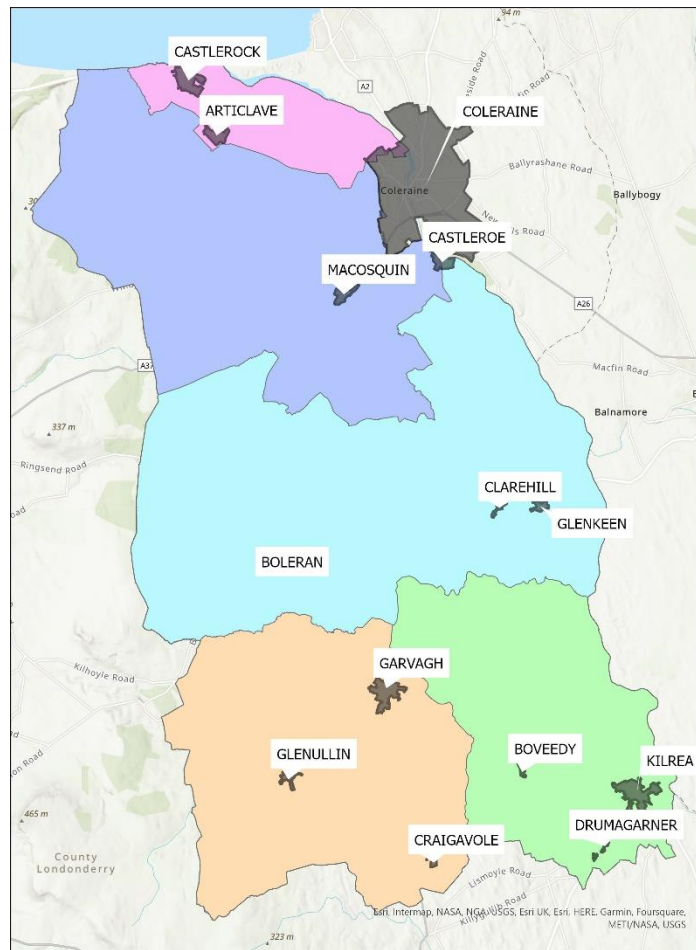 94 m
CASTLEROCK
A2
ARTICLAVE
COLERAINE
Ballyrashane Road
Ballybogy
Coleraine
CASTLEROE
MACOSQUIN
A26
Macfin Road
A37
Balnamore
337 m
Ringsend Road
CLAREHILL
GLENKEEN
BOLERAN
Kilhoyle Road
GARVAGH
BOVEEDY
GLENULLIN
KILREA
465 m
DRUMAGARNER
CRAIGAVOLE
County
Londonderry
Lismoyle Road
Killygullib Road
323 m
Esri, Intermap, NASA, NGA, USGS, Esri UK, Esri, HERE, Garmin, Foursquare,
METI/NASA, USGS